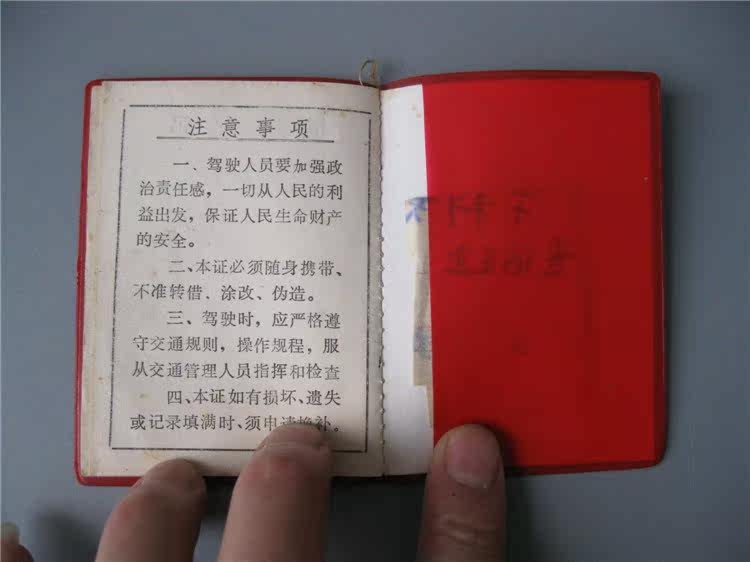 注意事项
一、驾驶人员要加强政
治责任感，一切从人民的利
益出发，保证人民生命财产
的安全。
二、本证必须随身携带、
不准转借、涂改、伪造。
三、驾驶时，应严格遵
守交通规则，操作规程，服
从交通管理人员指挥和检查
四、本证如有损坏、遗失
或记录填满时、须申请换补。